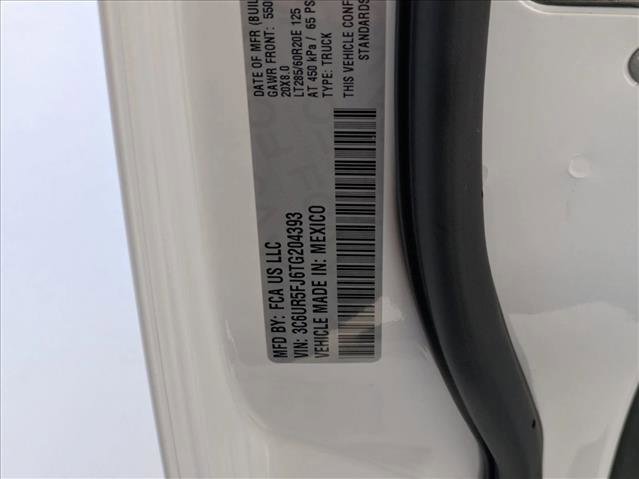 MFD BY: FCA US LLC
DATE OF MFR (BUIL
VIN: 3C6UR5FJ6TG204393
GAWR FRONT: 550
VEHICLE MADE IN: MEXICO
20X8.0
LT285/60R20E 125
AT 450 kPa / 65 PS
TYPE: TRUCK
THIS VEHICLE CONF
STANDARDS